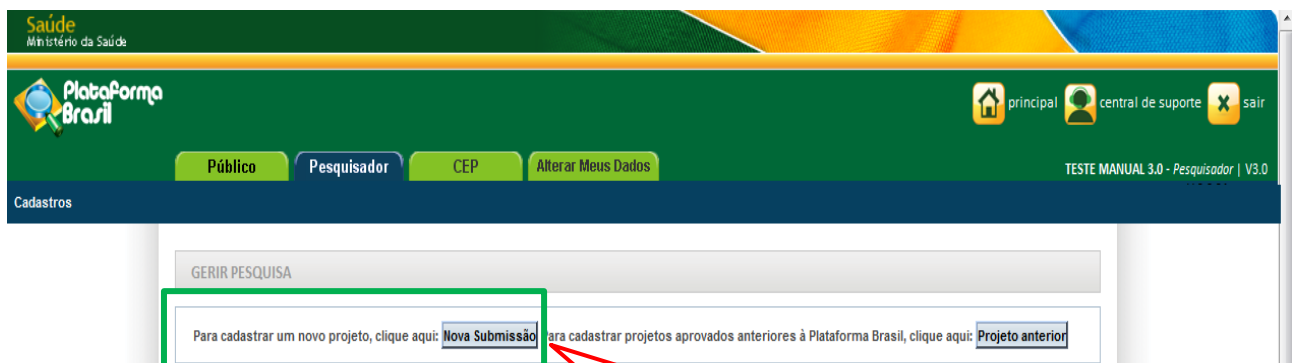 Saúde
Ministério da Saúde
Plataforma
Brasil
principal central de suporte x sair
Público Pesquisador CEP Alterar Meus Dados
TESTE MANUAL 3.0 - Pesquisador | V3.0
Cadastros
GERIR PESQUISA
Para cadastrar um novo projeto, clique aqui: Nova Submissão Para cadastrar projetos aprovados anteriores à Plataforma Brasil, clique aqui: Projeto anterior